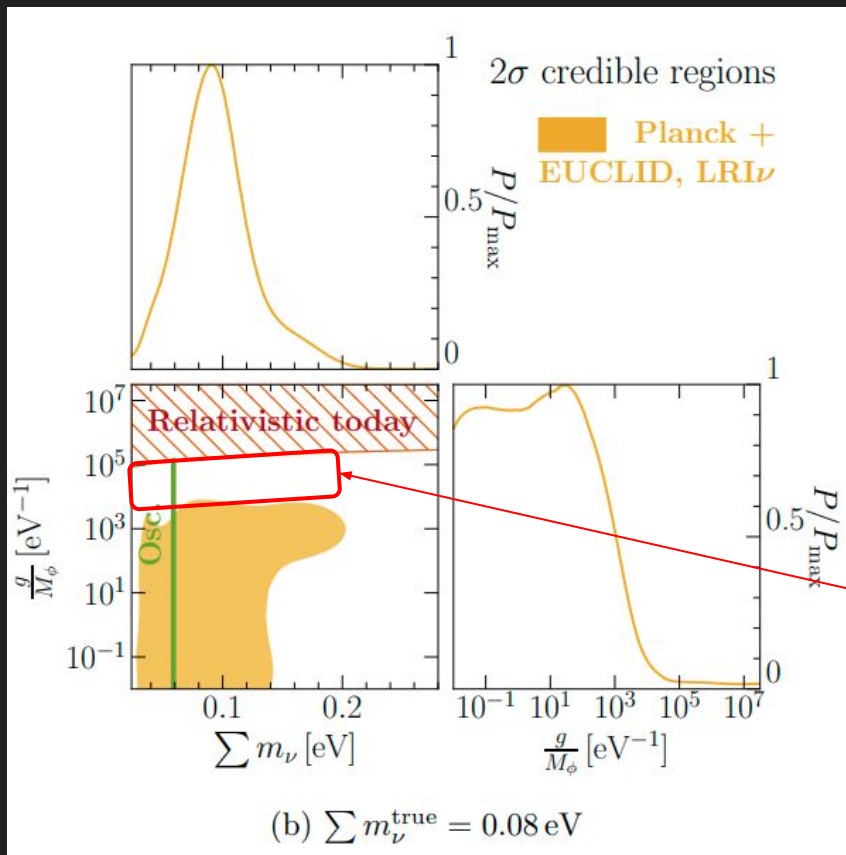 1
2σ credible regions
Planck +
EUCLID, LRIν
0.5
P/P_max
0
10^7
Relativistic today
10^5
10^3
Osc.
10^1
10^-1
g/M_φ [eV^-1]
0.1 0.2
∑ m_ν [eV]
1
0.5
P/P_max
0
10^-1 10^1 10^3 10^5 10^7
g/M_φ [eV^-1]
(b) ∑ m_ν^true = 0.08 eV